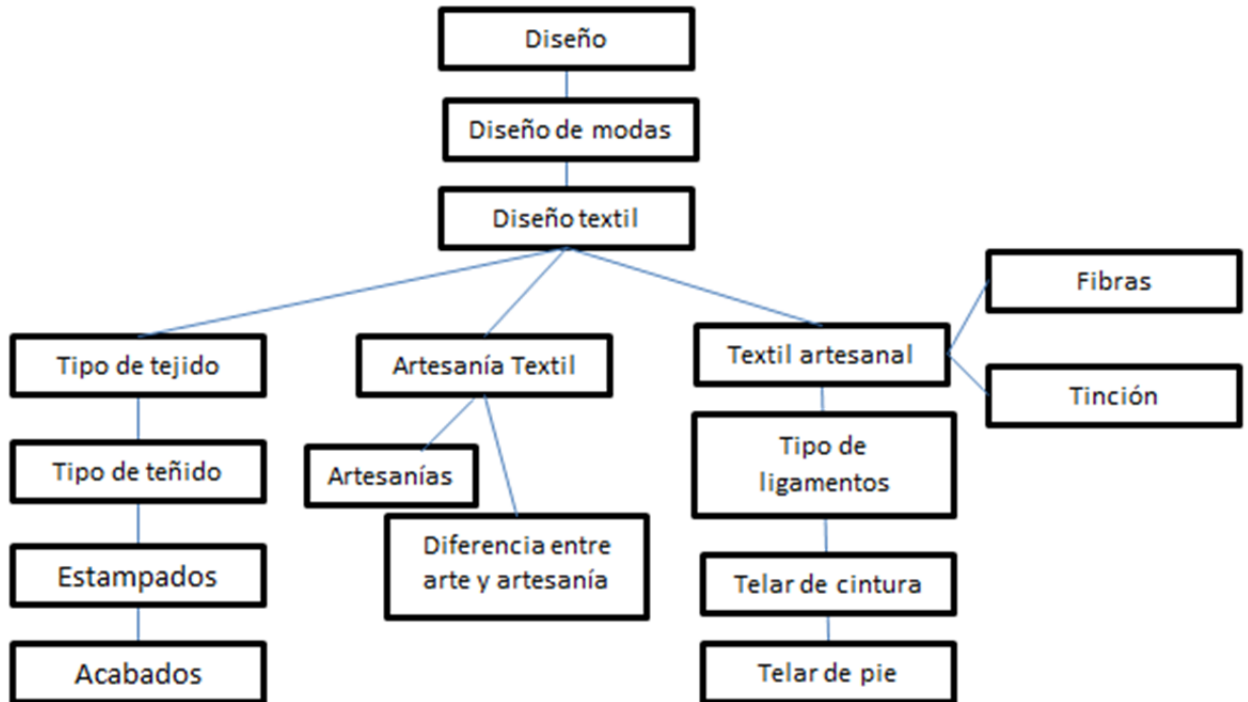 Diseño
Diseño de modas
Diseño textil
Fibras
Tipo de tejido
Artesanía Textil
Textil artesanal
Tinción
Tipo de teñido
Artesanías
Tipo de
ligamentos
Estampados
Diferencia entre
arte y artesanía
Telar de cintura
Acabados
Telar de pie